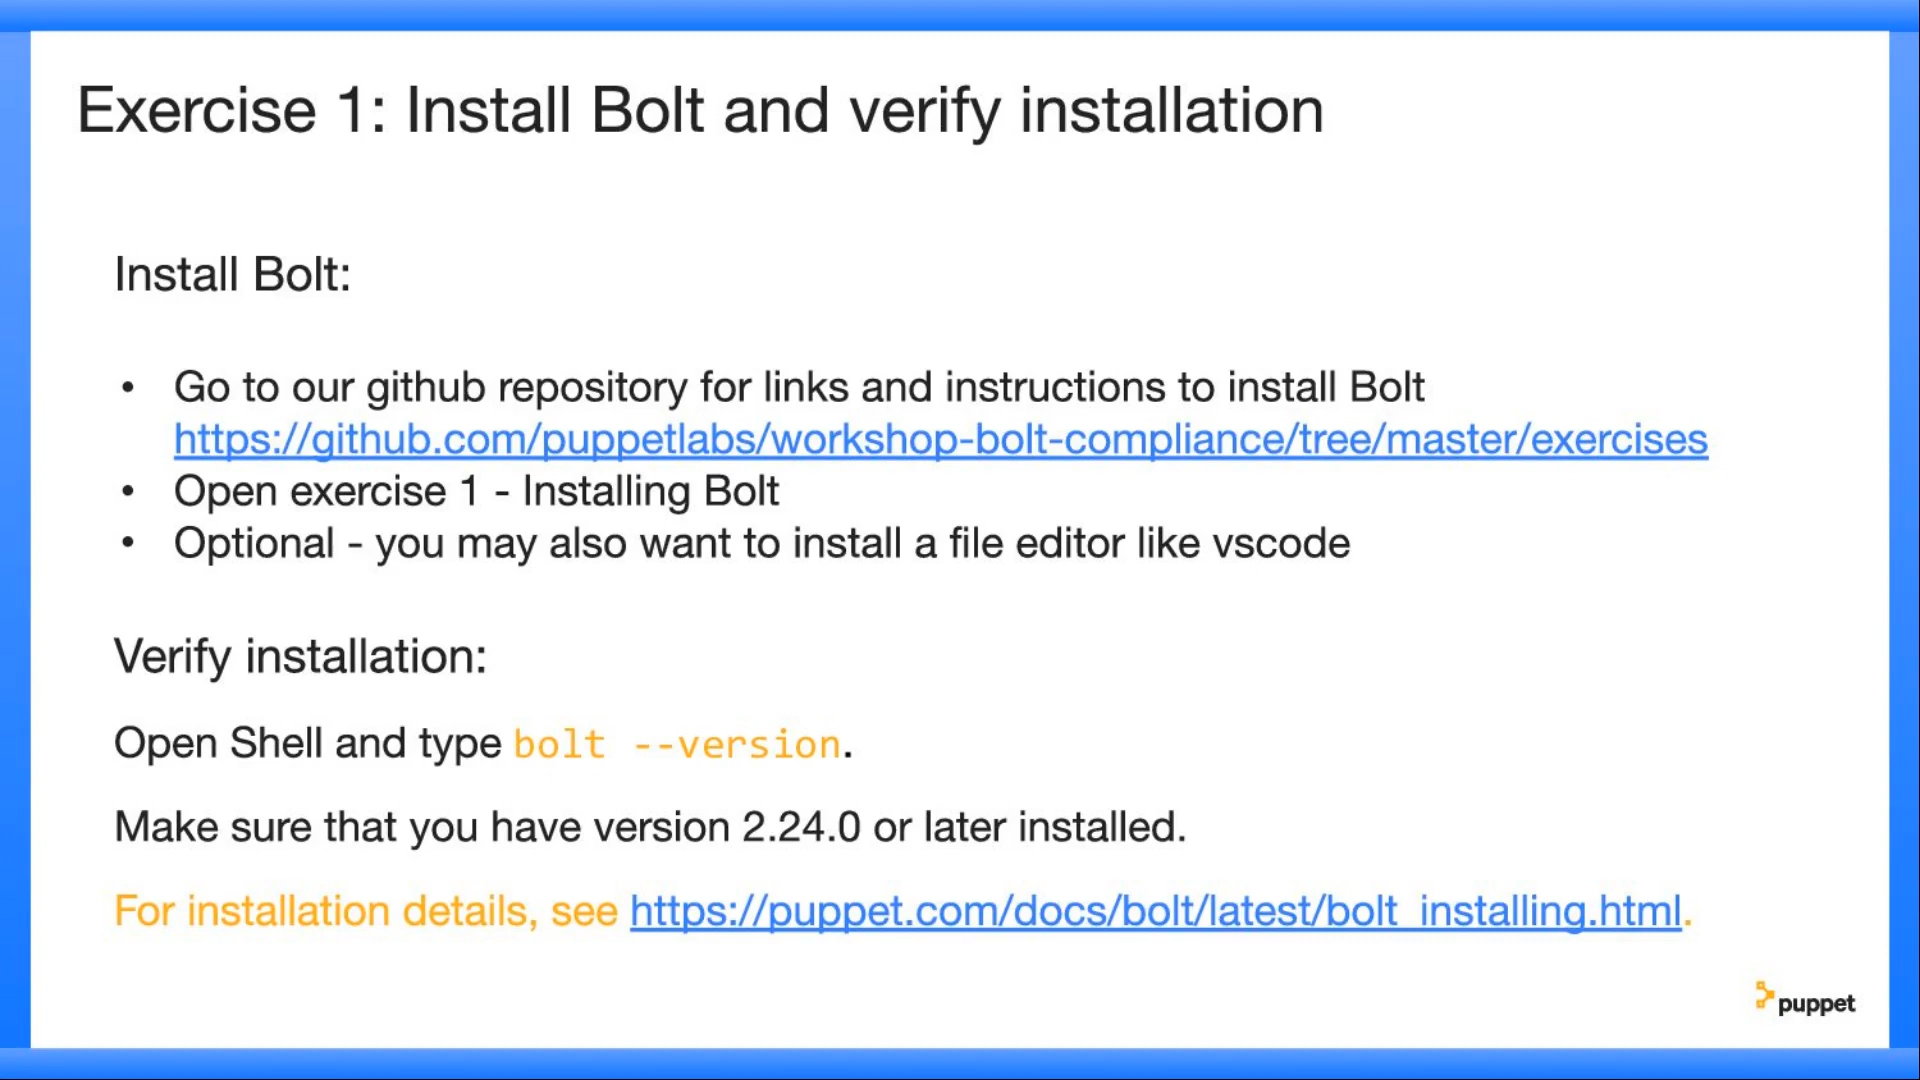 Exercise 1: Install Bolt and verify installation
Install Bolt:
• Go to our github repository for links and instructions to install Bolt
https://github.com/puppetlabs/workshop-bolt-compliance/tree/master/exercises
• Open exercise 1 - Installing Bolt
• Optional - you may also want to install a file editor like vscode
Verify installation:
Open Shell and type bolt --version.
Make sure that you have version 2.24.0 or later installed.
For installation details, see https://puppet.com/docs/bolt/latest/bolt_installing.html.
puppet